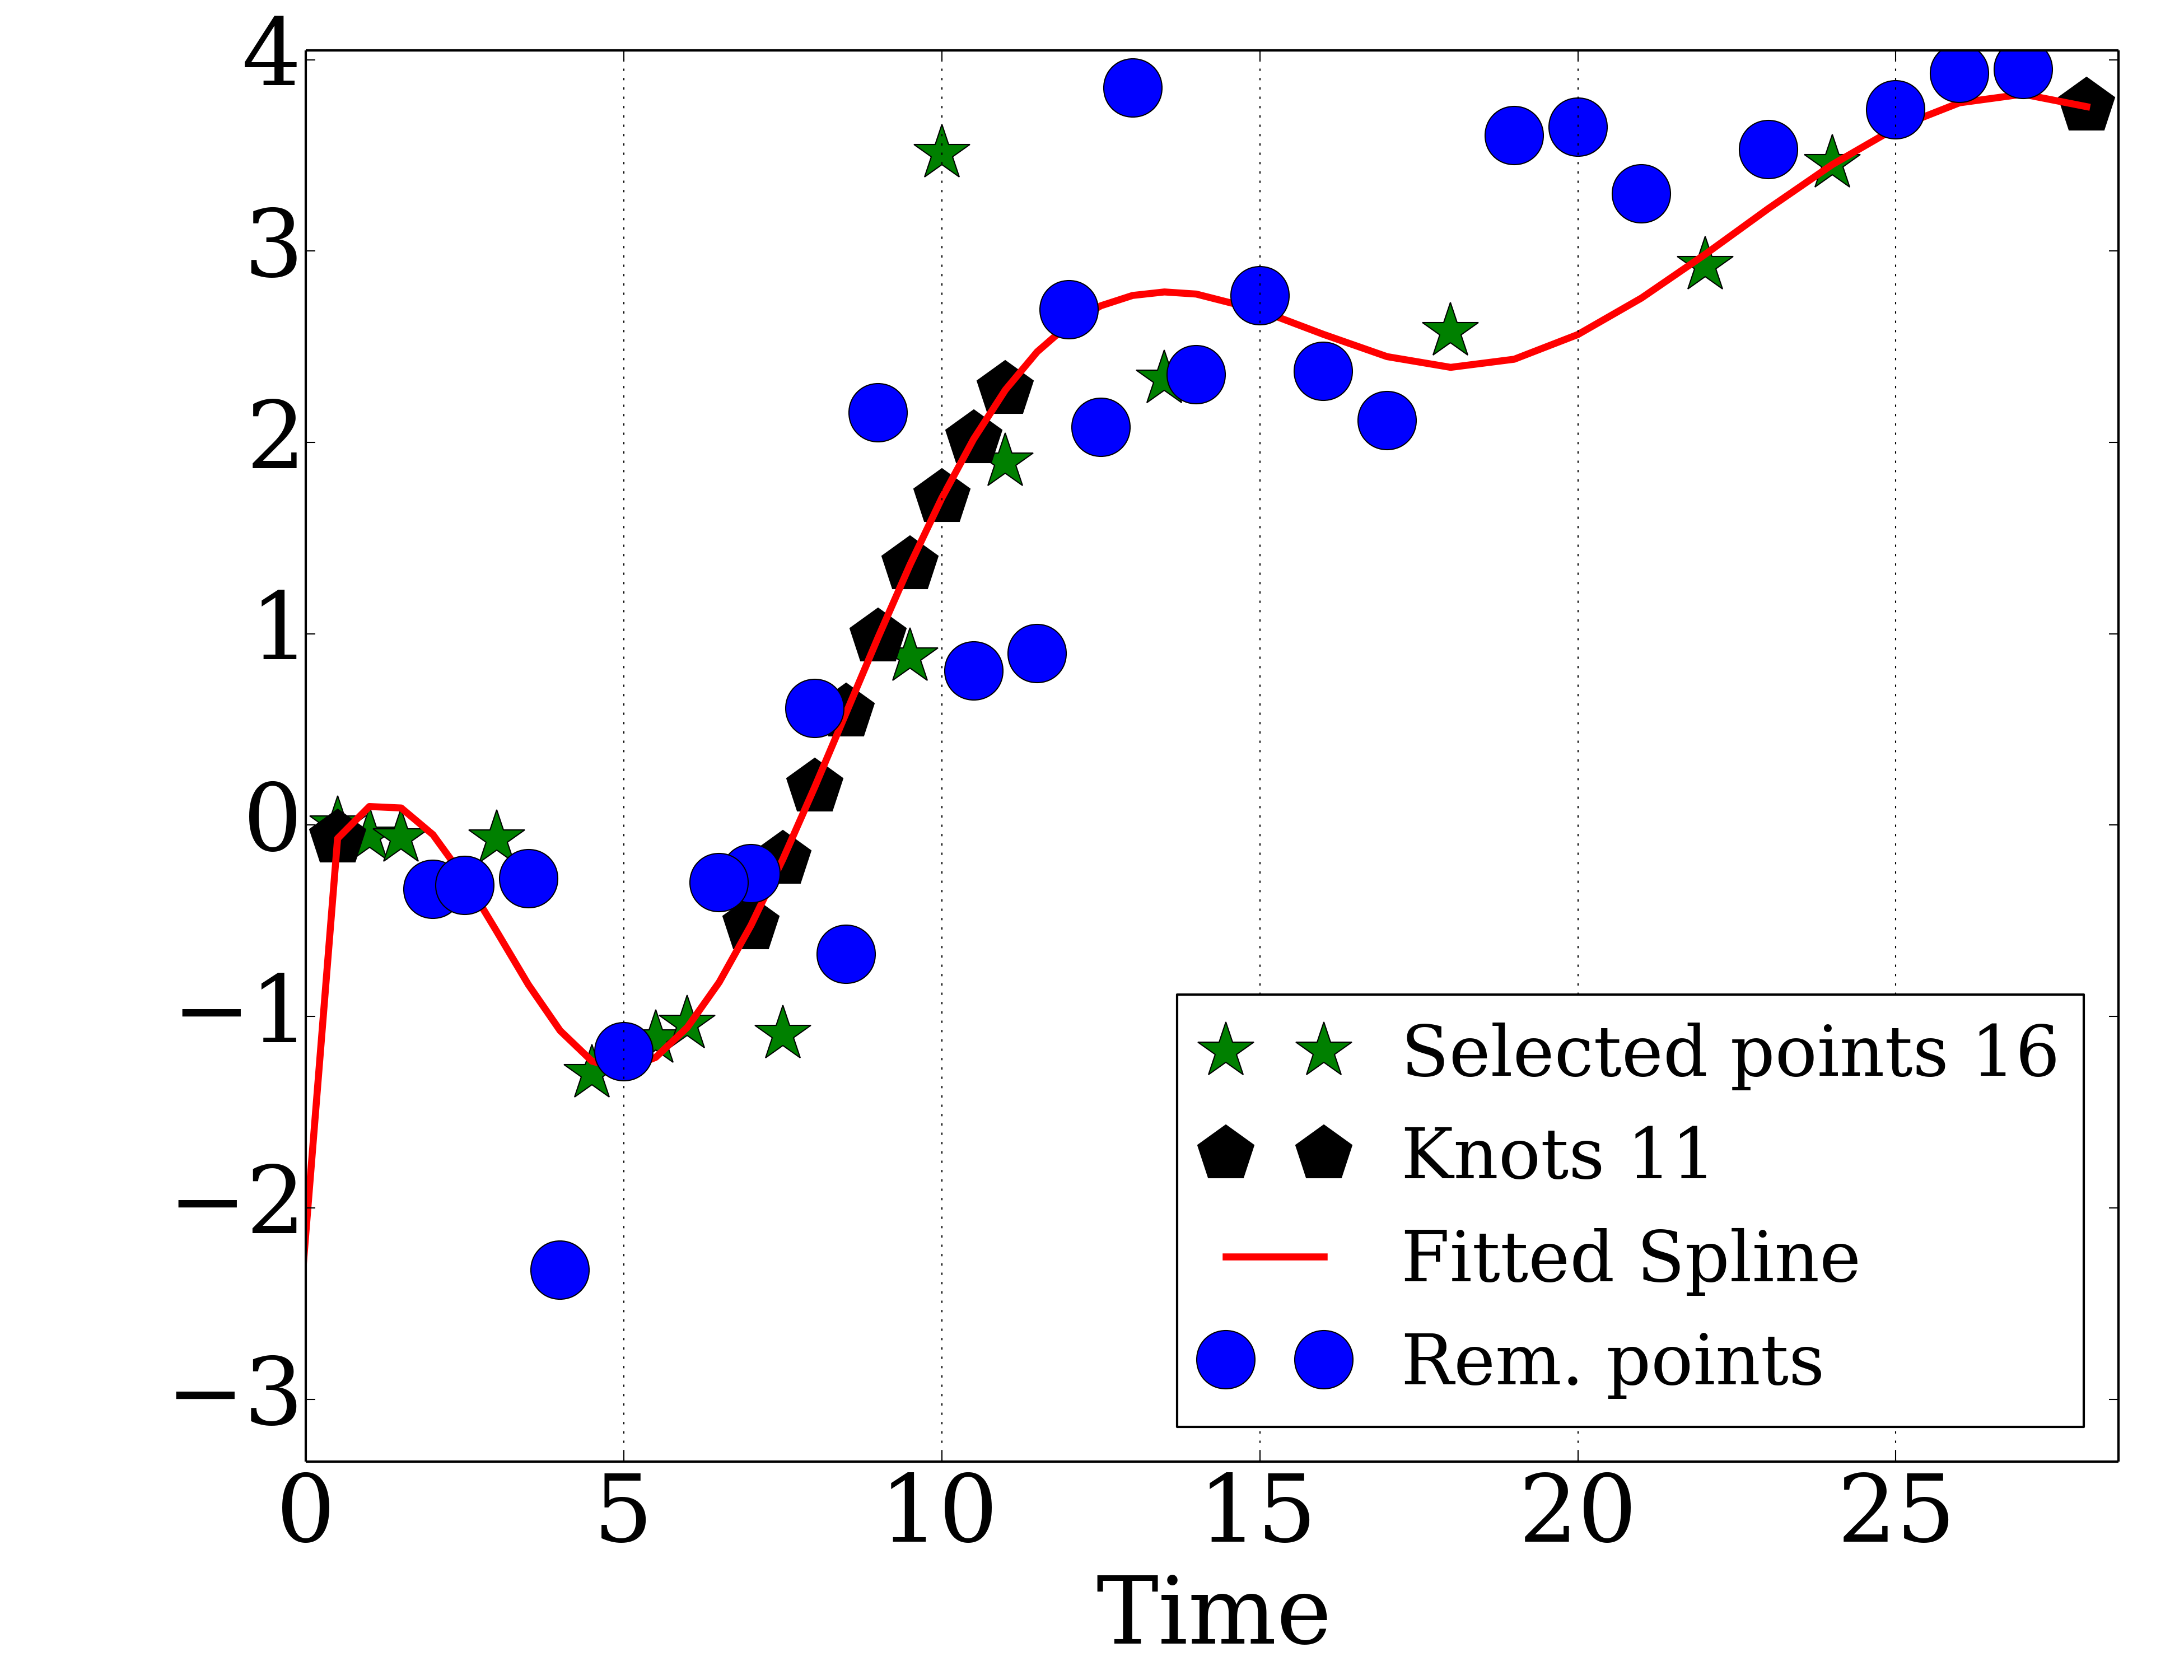 4
3
2
1
0
−1
−2
−3
0 5 10 15 20 25
Time
Selected points 16
Knots 11
Fitted Spline
Rem. points